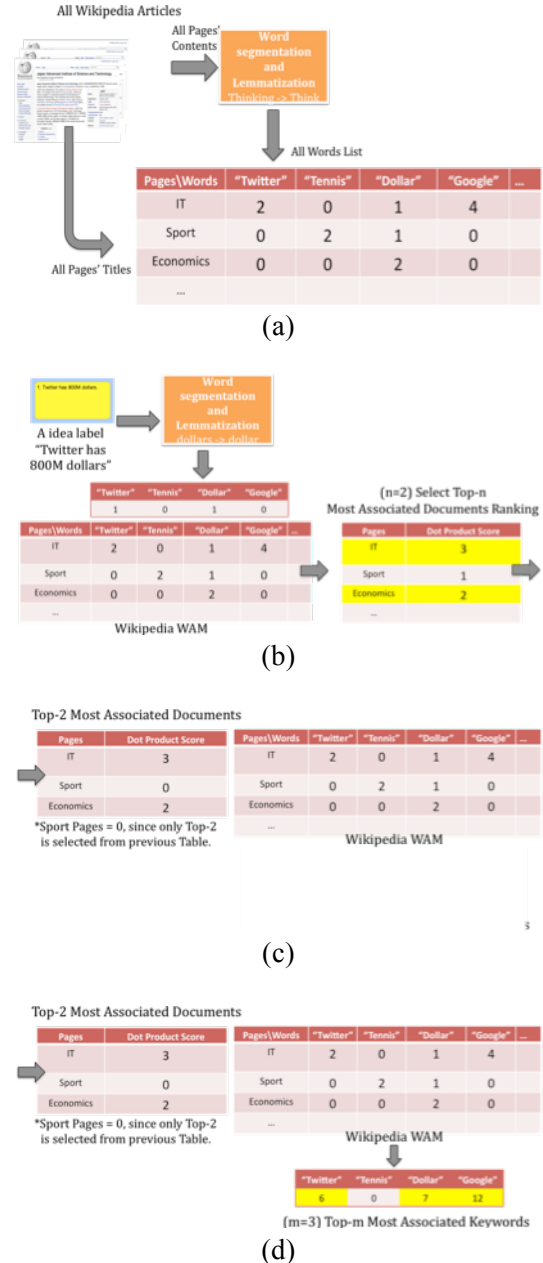 All Wikipedia Articles
All Pages'
Contents
Word
segmentation
and
Lemmatization
Thinking -> Think
All Words List
Pages\Words "Twitter" "Tennis" "Dollar" "Google" ...
IT 2 0 1 4
Sport 0 2 1 0
Economics 0 0 2 0
...
All Pages' Titles
(a)
1. Twitter has 800M dollars.
Word
segmentation
and
Lemmatization
dollars -> dollar
A idea label
"Twitter has
800M dollars"
"Twitter" "Tennis" "Dollar" "Google"
1 0 1 0
Pages\Words "Twitter" "Tennis" "Dollar" "Google" ...
IT 2 0 1 4
Sport 0 2 1 0
Economics 0 0 2 0
...
Wikipedia WAM
(n=2) Select Top-n
Most Associated Documents Ranking
Pages Dot Product Score
IT 3
Sport 1
Economics 2
...
(b)
Top-2 Most Associated Documents
Pages Dot Product Score
IT 3
Sport 0
Economics 2
*Sport Pages = 0, since only Top-2
is selected from previous Table.
Pages\Words "Twitter" "Tennis" "Dollar" "Google" ...
IT 2 0 1 4
Sport 0 2 1 0
Economics 0 0 2 0
...
Wikipedia WAM
(c)
Top-2 Most Associated Documents
Pages Dot Product Score
IT 3
Sport 0
Economics 2
*Sport Pages = 0, since only Top-2
is selected from previous Table.
Pages\Words "Twitter" "Tennis" "Dollar" "Google" ...
IT 2 0 1 4
Sport 0 2 1 0
Economics 0 0 2 0
...
Wikipedia WAM
"Twitter" "Tennis" "Dollar" "Google"
6 0 7 12
(m=3) Top-m Most Associated Keywords
(d)